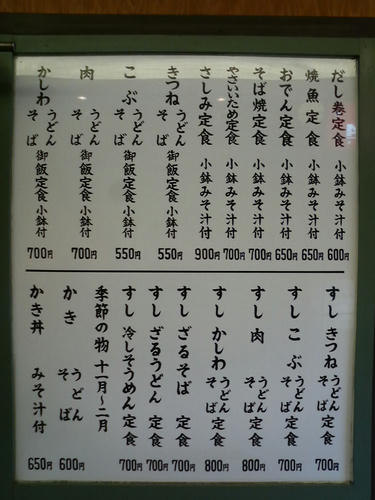 だし巻定食 小鉢みそ汁付 600円
焼魚定食 小鉢みそ汁付 650円
おでん定食 小鉢みそ汁付 650円
そば焼定食 小鉢みそ汁付 700円
やさいいため定食 小鉢みそ汁付 700円
さしみ定食 小鉢みそ汁付 900円
きつね うどん そば 御飯定食 小鉢付 550円
こぶ うどん そば 御飯定食 小鉢付 550円
肉 うどん そば 御飯定食 小鉢付 700円
かしわ うどん そば 御飯定食 小鉢付 700円
すし きつね うどん そば 定食 700円
すし こぶ うどん そば 定食 700円
すし 肉 うどん そば 定食 800円
すし かしわ うどん そば 定食 800円
すし ざるそば 定食 700円
すし ざるうどん 定食 700円
すし 冷しそうめん 定食 700円
季節の物 十一月〜二月
かき うどん そば 600円
かき丼 みそ汁付 650円